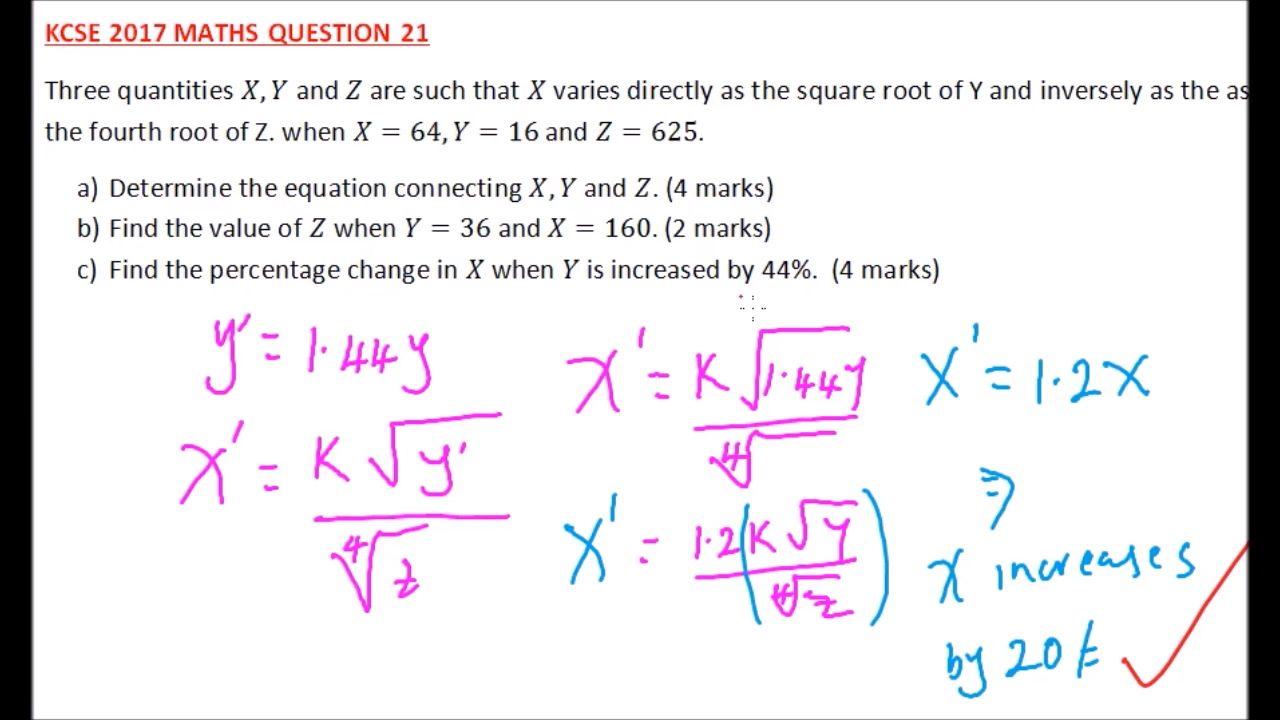 KCSE 2017 MATHS QUESTION 21
Three quantities X, Y and Z are such that X varies directly as the square root of Y and inversely as the as
the fourth root of Z. when X = 64, Y = 16 and Z = 625.
a) Determine the equation connecting X, Y and Z. (4 marks)
b) Find the value of Z when Y = 36 and X = 160. (2 marks)
c) Find the percentage change in X when Y is increased by 44%. (4 marks)
y' = 1.44y
x' = K√y' / ∜z
x' = K√1.44y / ∜
x' = 1.2(K√y / ∜z)
x' = 1.2x
⇒
x increases
by 20%